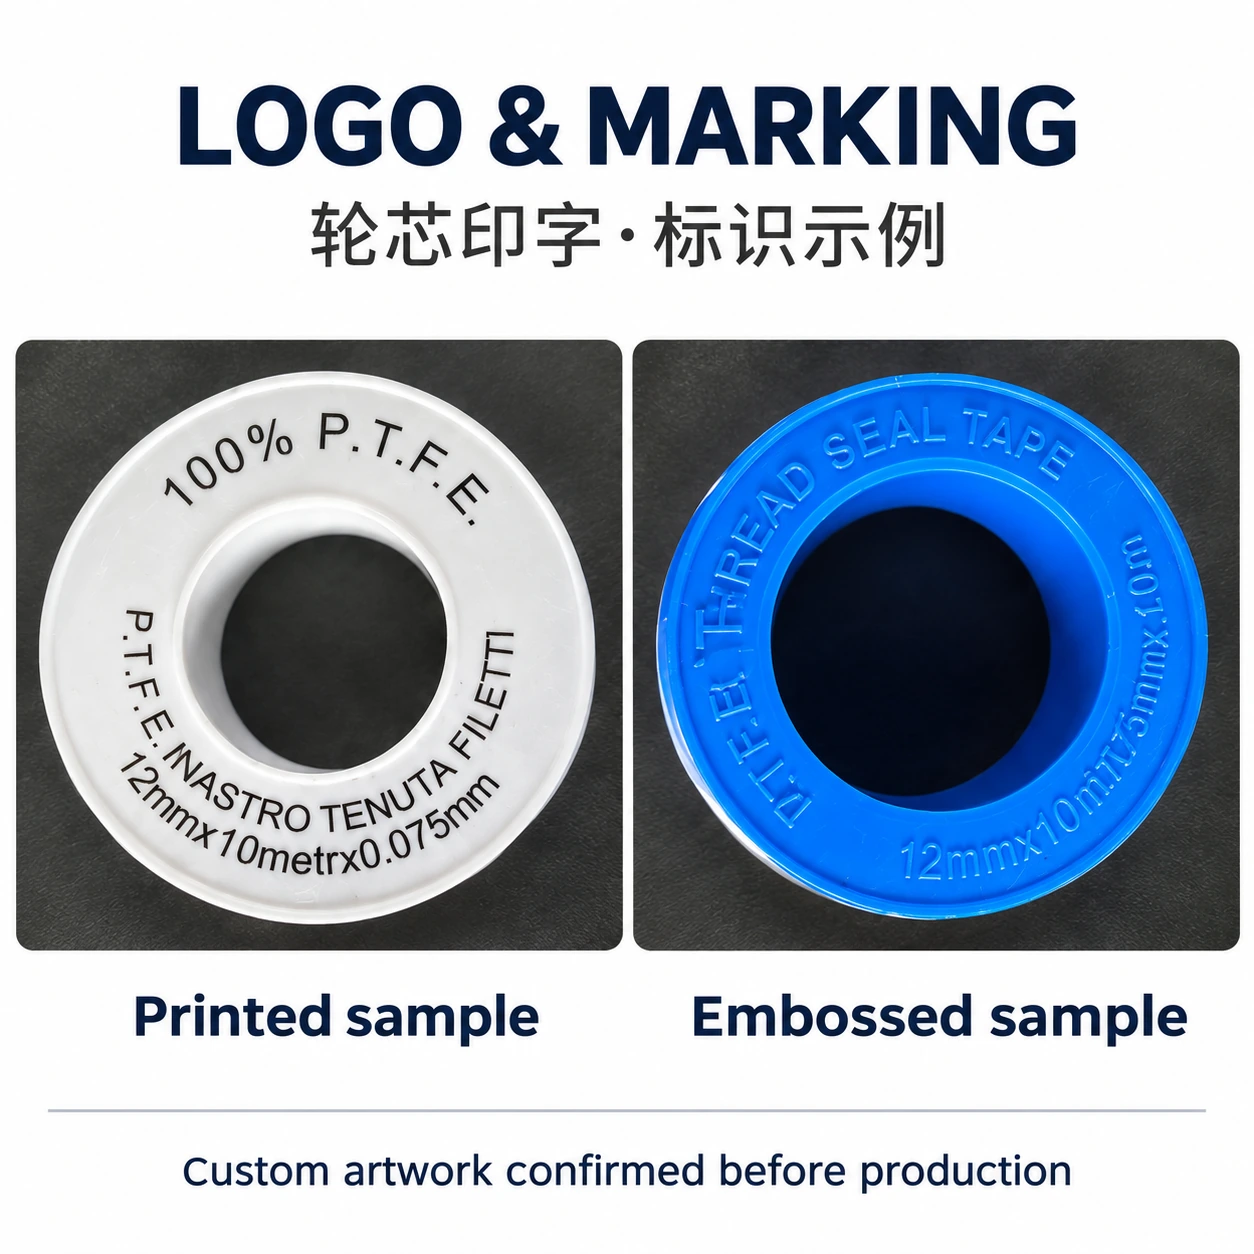 LOGO & MARKING
轮芯印字·标识示例
100% P.T.F.E.
P.T.F.E. NASTRO TENUTA FILETTI
12mmx10metrx0.075mm
THREAD SEAL TAPE
Printed sample
Embossed sample
Custom artwork confirmed before production